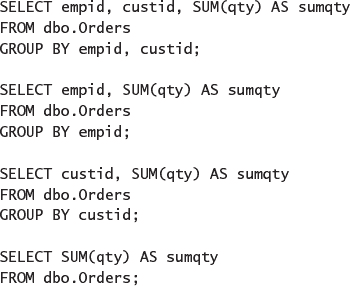 SELECT empid, custid, SUM(qty) AS sumqty
FROM dbo.Orders
GROUP BY empid, custid;
SELECT empid, SUM(qty) AS sumqty
FROM dbo.Orders
GROUP BY empid;
SELECT custid, SUM(qty) AS sumqty
FROM dbo.Orders
GROUP BY custid;
SELECT SUM(qty) AS sumqty
FROM dbo.Orders;